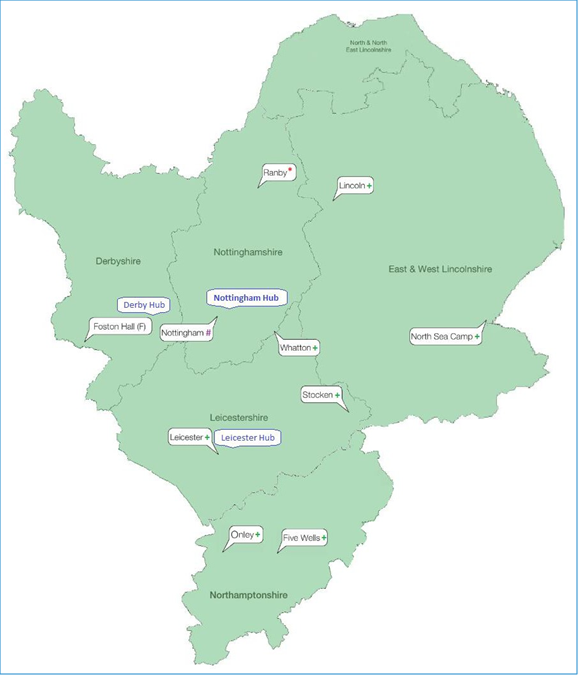 North & North
East Lincolnshire
Ranby*
Lincoln +
Nottinghamshire
Derbyshire
East & West Lincolnshire
Nottingham Hub
Derby Hub
Foston Hall (F)
Nottingham #
North Sea Camp +
Whatton +
Stocken +
Leicestershire
Leicester +
Leicester Hub
Onley +
Five Wells +
Northamptonshire